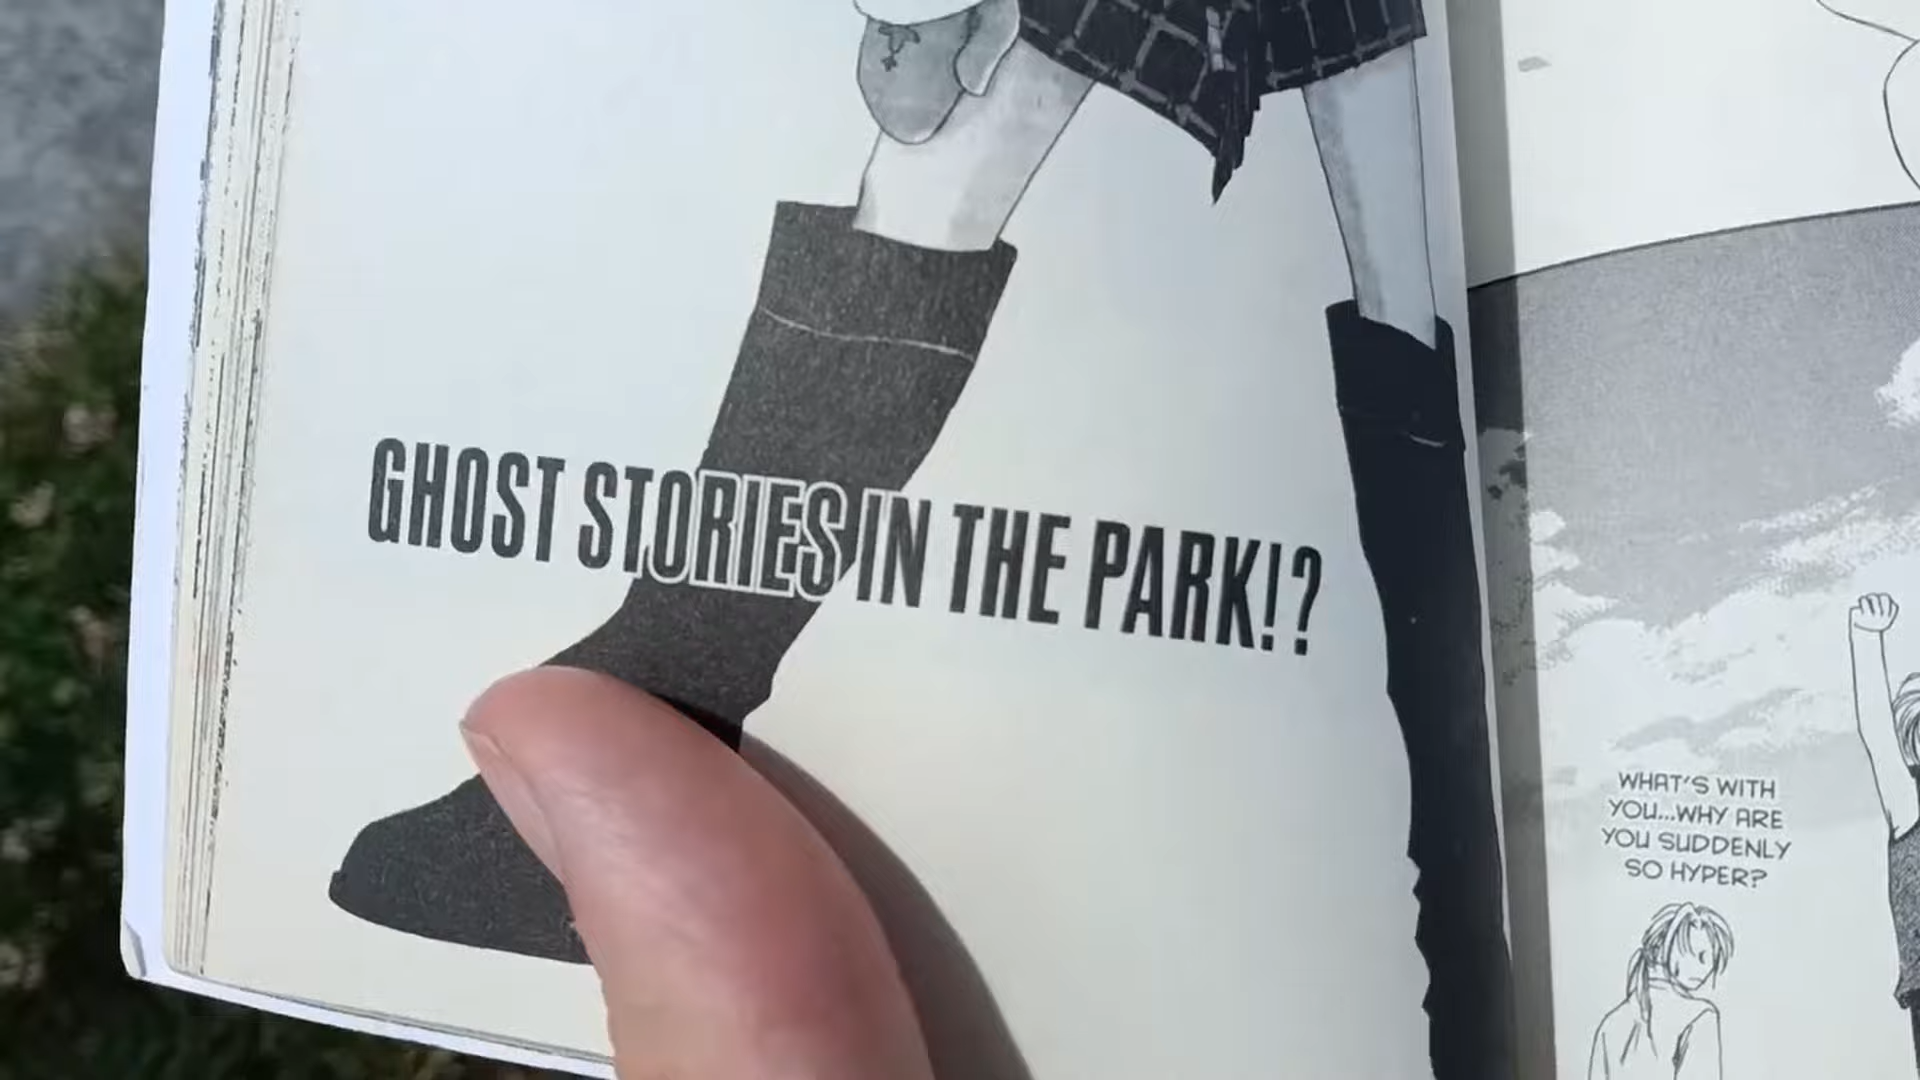 GHOST STORIES IN THE PARK!?
WHAT'S WITH
YOU...WHY ARE
YOU SUDDENLY
SO HYPER?